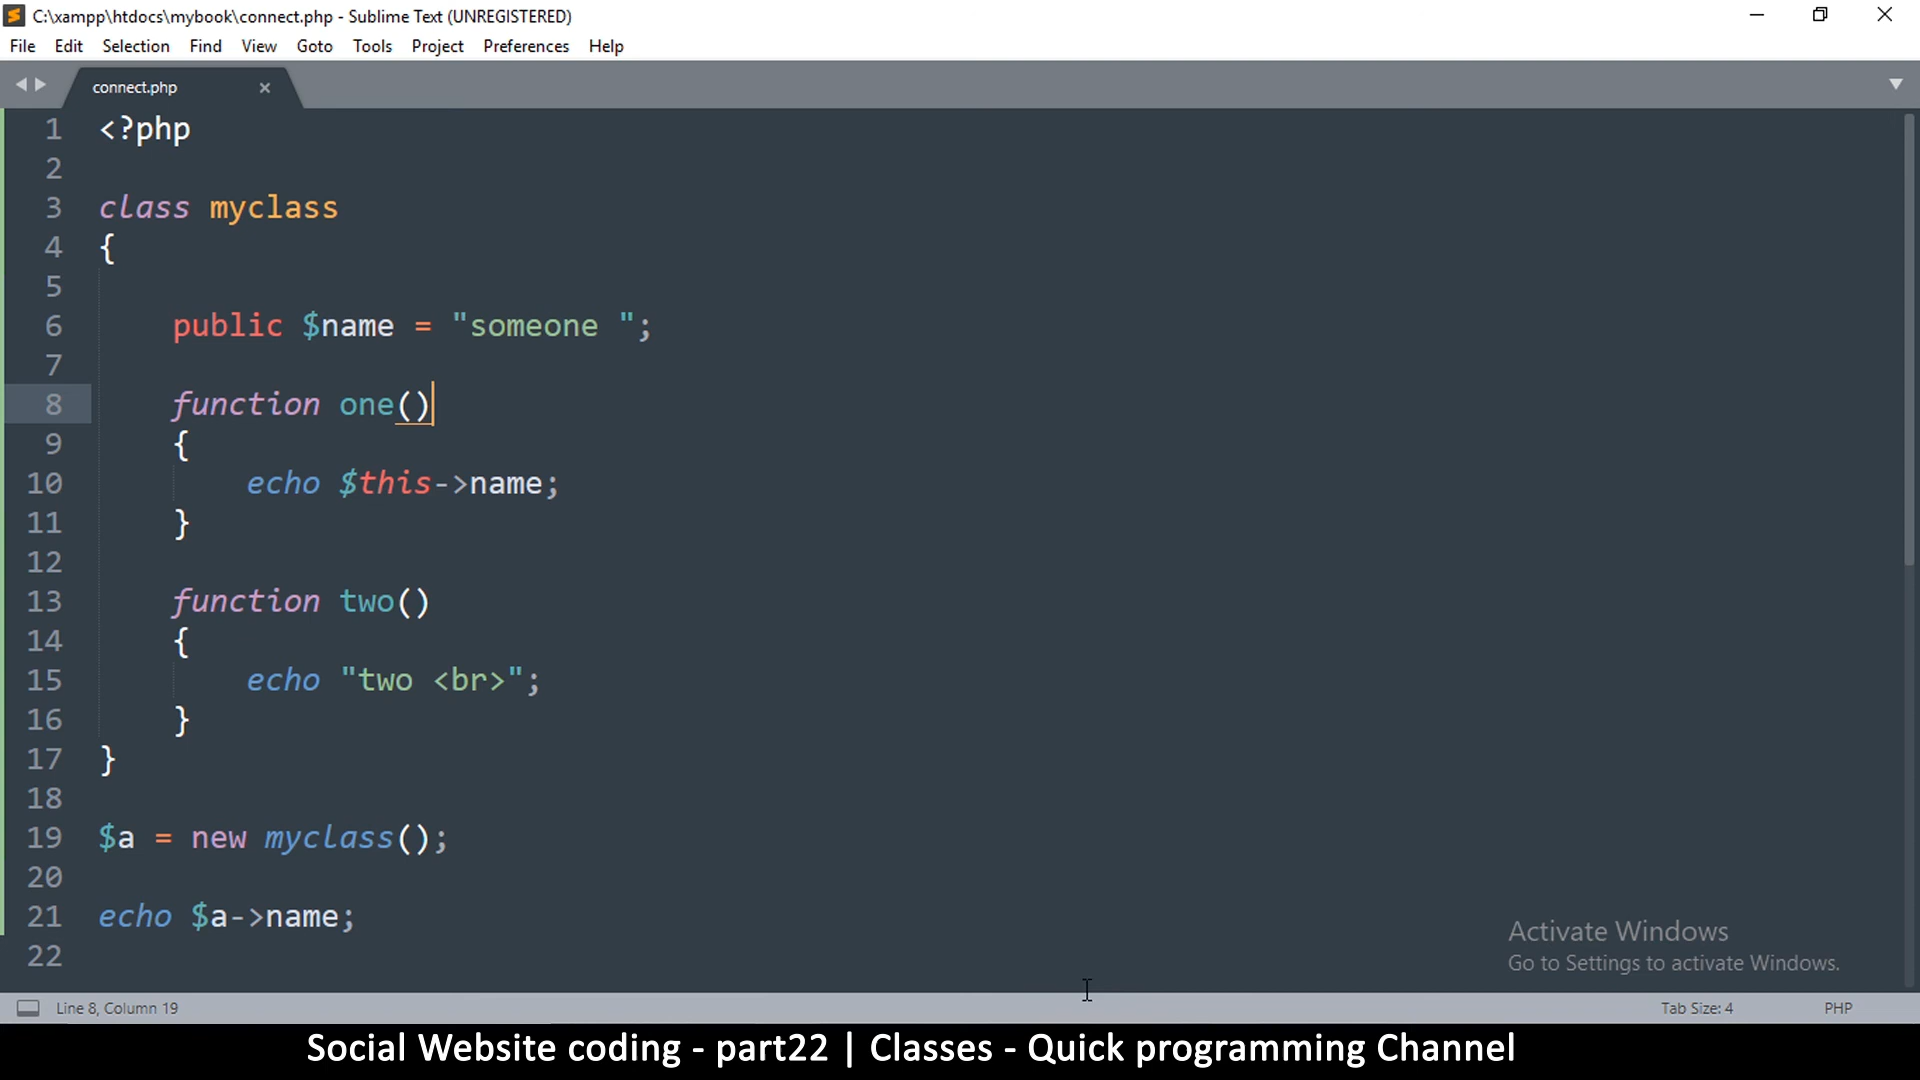 C:\xampp\htdocs\mybook\connect.php - Sublime Text (UNREGISTERED)
File Edit Selection Find View Goto Tools Project Preferences Help
connect.php
1 <?php
2
3 class myclass
4 {
5
6 public $name = "someone ";
7
8 function one()
9 {
10 echo $this->name;
11 }
12
13 function two()
14 {
15 echo "two <br>";
16 }
17 }
18
19 $a = new myclass();
20
21 echo $a->name;
22
Activate Windows
Go to Settings to activate Windows.
Line 8, Column 19 Tab Size: 4 PHP
Social Website coding - part22 | Classes - Quick programming Channel